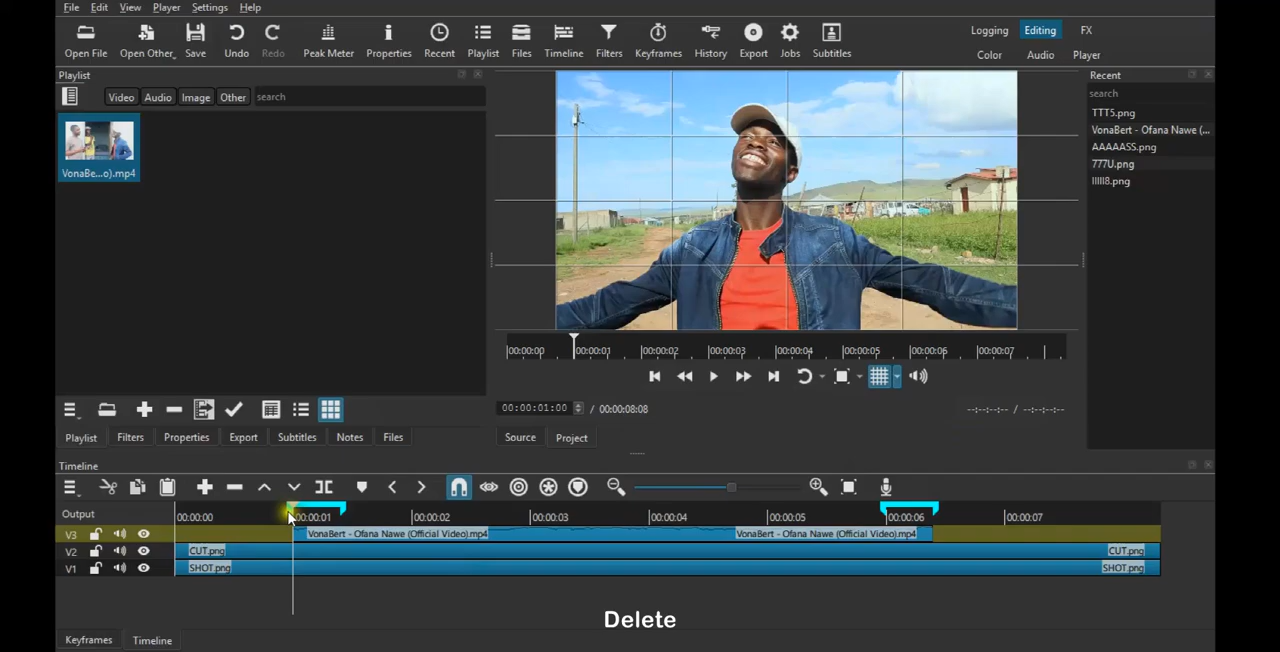 File Edit View Player Settings Help
Open File Open Other Save Undo Redo Peak Meter Properties Recent Playlist Files Timeline Filters Keyframes History Export Jobs Subtitles
Logging Editing FX
Color Audio Player
Playlist
Video Audio Image Other search
VonaBe...o).mp4
Recent
search
TTT5.png
VonaBert - Ofana Nawe (...
AAAAASS.png
777U.png
IIIII8.png
00:00:00 00:00:01 00:00:02 00:00:03 00:00:04 00:00:05 00:00:06 00:00:07
00:00:01:00 / 00:00:08:08 --:--:--:-- / --:--:--:--
Playlist Filters Properties Export Subtitles Notes Files
Source Project
Timeline
Output 00:00:00 00:00:01 00:00:02 00:00:03 00:00:04 00:00:05 00:00:06 00:00:07
V3 VonaBert - Ofana Nawe (Official Video).mp4 VonaBert - Ofana Nawe (Official Video).mp4
V2 CUT.png CUT.png
V1 SHOT.png SHOT.png
Delete
Keyframes Timeline